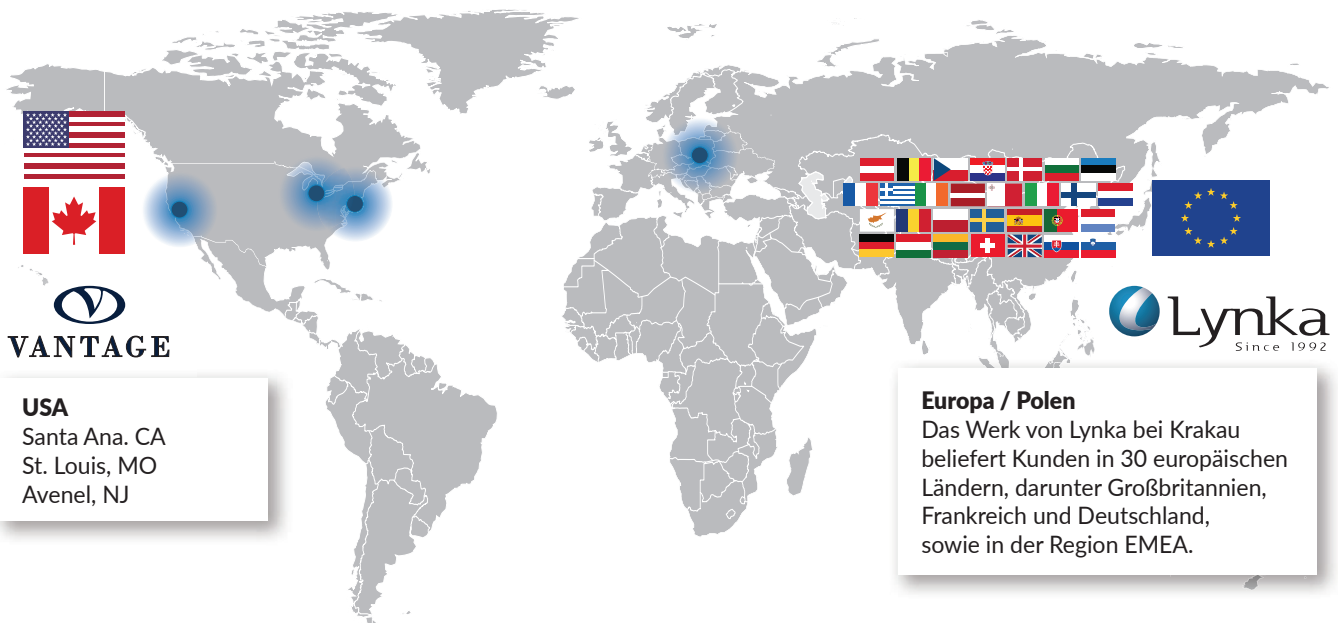 VANTAGE
USA
Santa Ana. CA
St. Louis, MO
Avenel, NJ
Lynka
Since 1992
Europa / Polen
Das Werk von Lynka bei Krakau
beliefert Kunden in 30 europäischen
Ländern, darunter Großbritannien,
Frankreich und Deutschland,
sowie in der Region EMEA.